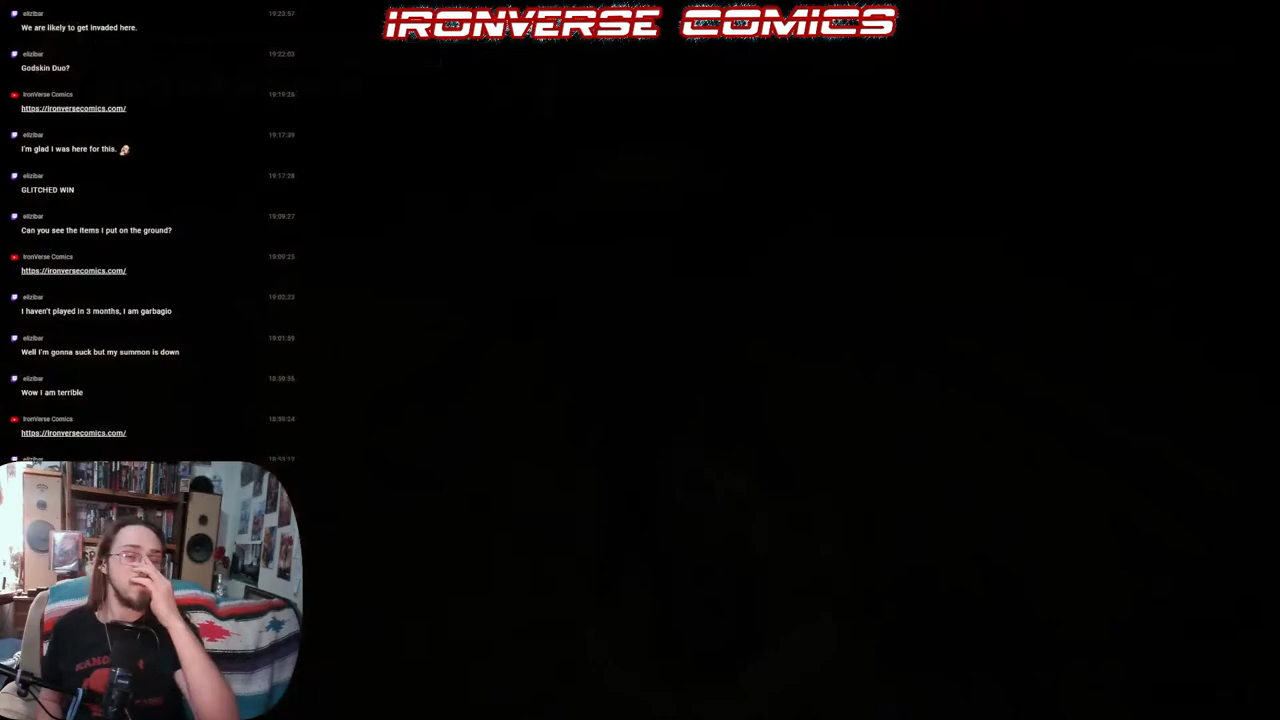 IRONVERSE COMICS
elizibar 19:23:57
We are likely to get invaded here.
elizibar 19:22:03
Godskin Duo?
IronVerse Comics 19:19:26
https://ironversecomics.com/
elizibar 19:17:39
I'm glad I was here for this.
elizibar 19:17:28
GLITCHED WIN
elizibar 19:09:27
Can you see the items i put on the ground?
IronVerse Comics 19:09:25
https://ironversecomics.com/
elizibar 19:02:23
I haven't played in 3 months, I am garbagio
elizibar 19:01:59
Well I'm gonna suck but my summon is down
elizibar 18:59:36
Wow I am terrible
IronVerse Comics 18:59:24
https://ironversecomics.com/